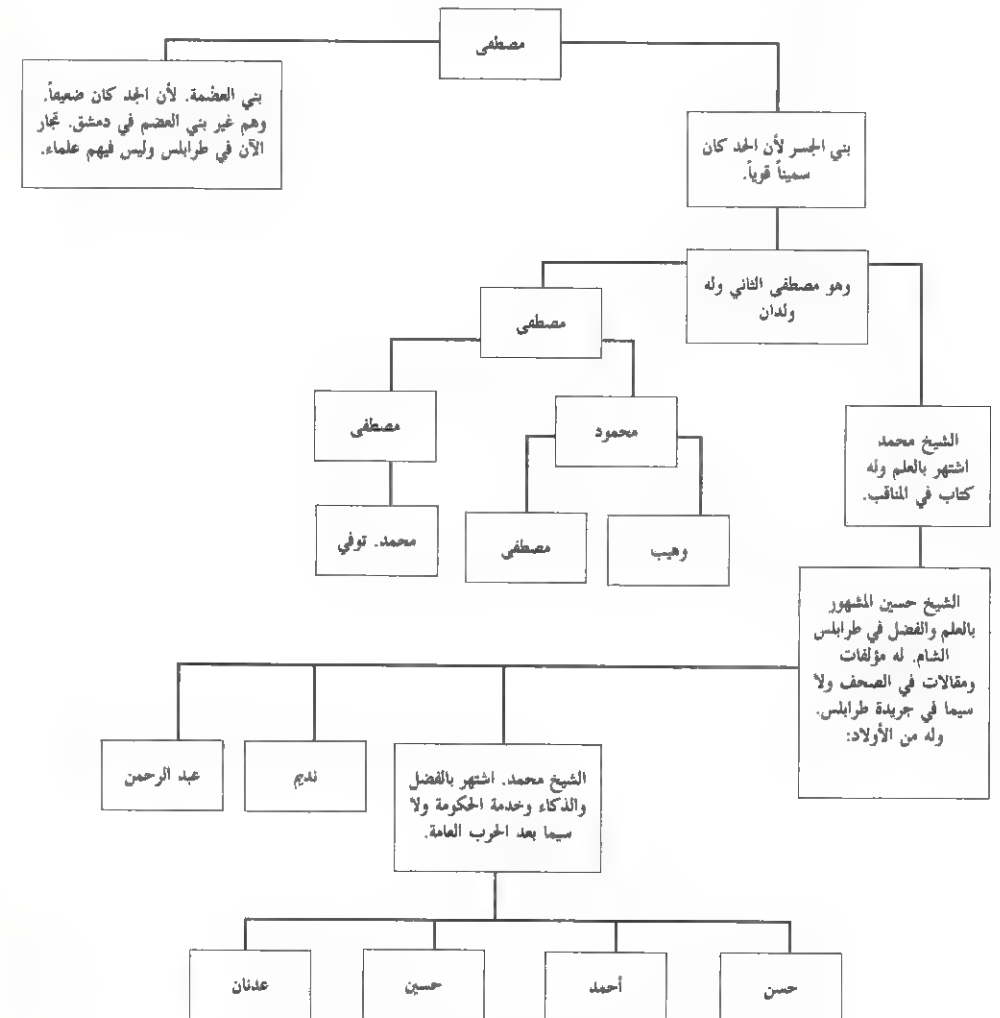 مصطفى
بني الجسر لأن الحد كان
سميناً قوياً.
بني العضمة. لأن الجد كان ضعيفاً.
وهم غير بني العضم في دمشق. تجار
الآن في طرابلس وليس فيهم علماء.
وهو مصطفى الثاني وله
ولدان
مصطفى
الشيخ محمد
اشتهر بالعلم وله
كتاب في المناقب.
محمود
مصطفى
وهيب
مصطفى
محمد. توفي
الشيخ حسين المشهور
بالعلم والفضل في طرابلس
الشام. له مؤلفات
ومقالات في الصحف ولا
سيما في جريدة طرابلس.
وله من الأولاد:
الشيخ محمد. اشتهر بالفضل
والذكاء وخدمة الحكومة ولا
سيما بعد الحرب العامة.
نديم
عبد الرحمن
حسن
أحمد
حسين
عدنان